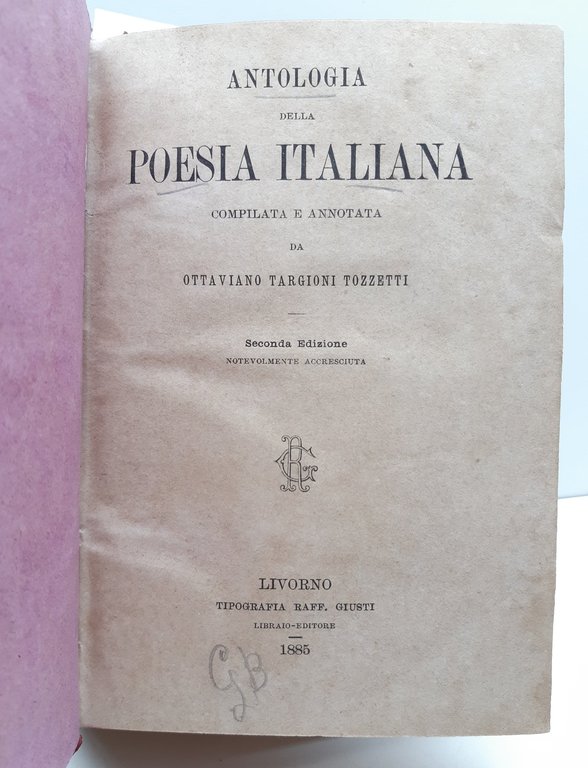 ANTOLOGIA
DELLA
POESIA ITALIANA
COMPILATA E ANNOTATA
DA
OTTAVIANO TARGIONI TOZZETTI
Seconda Edizione
NOTEVOLMENTE ACCRESCIUTA
LIVORNO
TIPOGRAFIA RAFF. GIUSTI
LIBRAIO-EDITORE
1885
GB